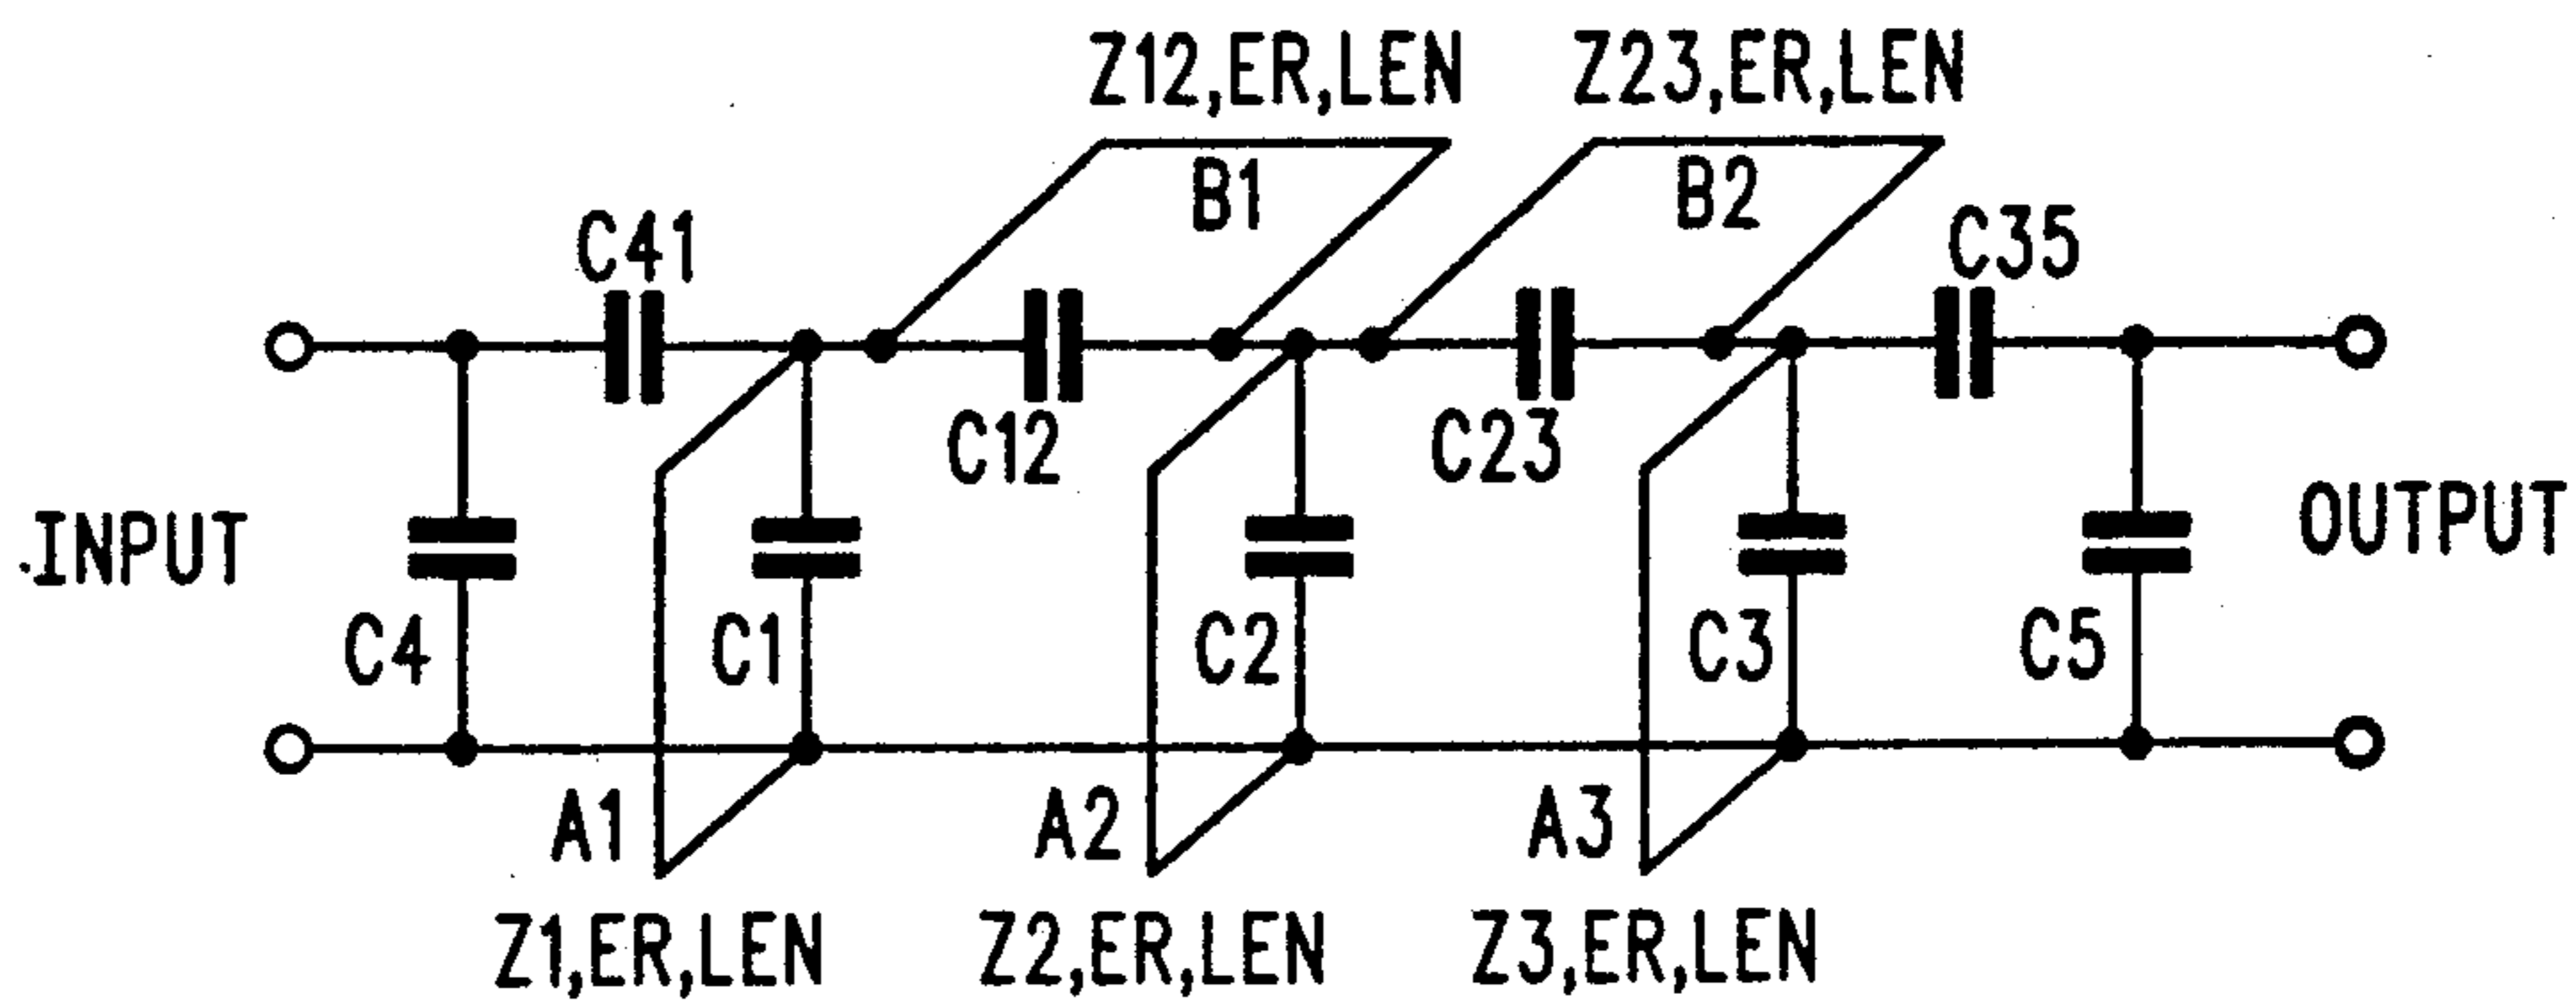 Z12,ER,LEN
Z23,ER,LEN
B1
B2
C41
C35
C12
C23
INPUT
OUTPUT
C4
C1
C2
C3
C5
A1
A2
A3
Z1,ER,LEN
Z2,ER,LEN
Z3,ER,LEN